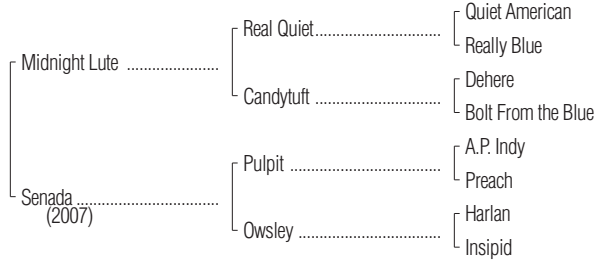 Quiet American
Real Quiet
Really Blue
Midnight Lute
Dehere
Candytuft
Bolt From the Blue
A.P. Indy
Pulpit
Preach
Senada
(2007)
Harlan
Owsley
Insipid